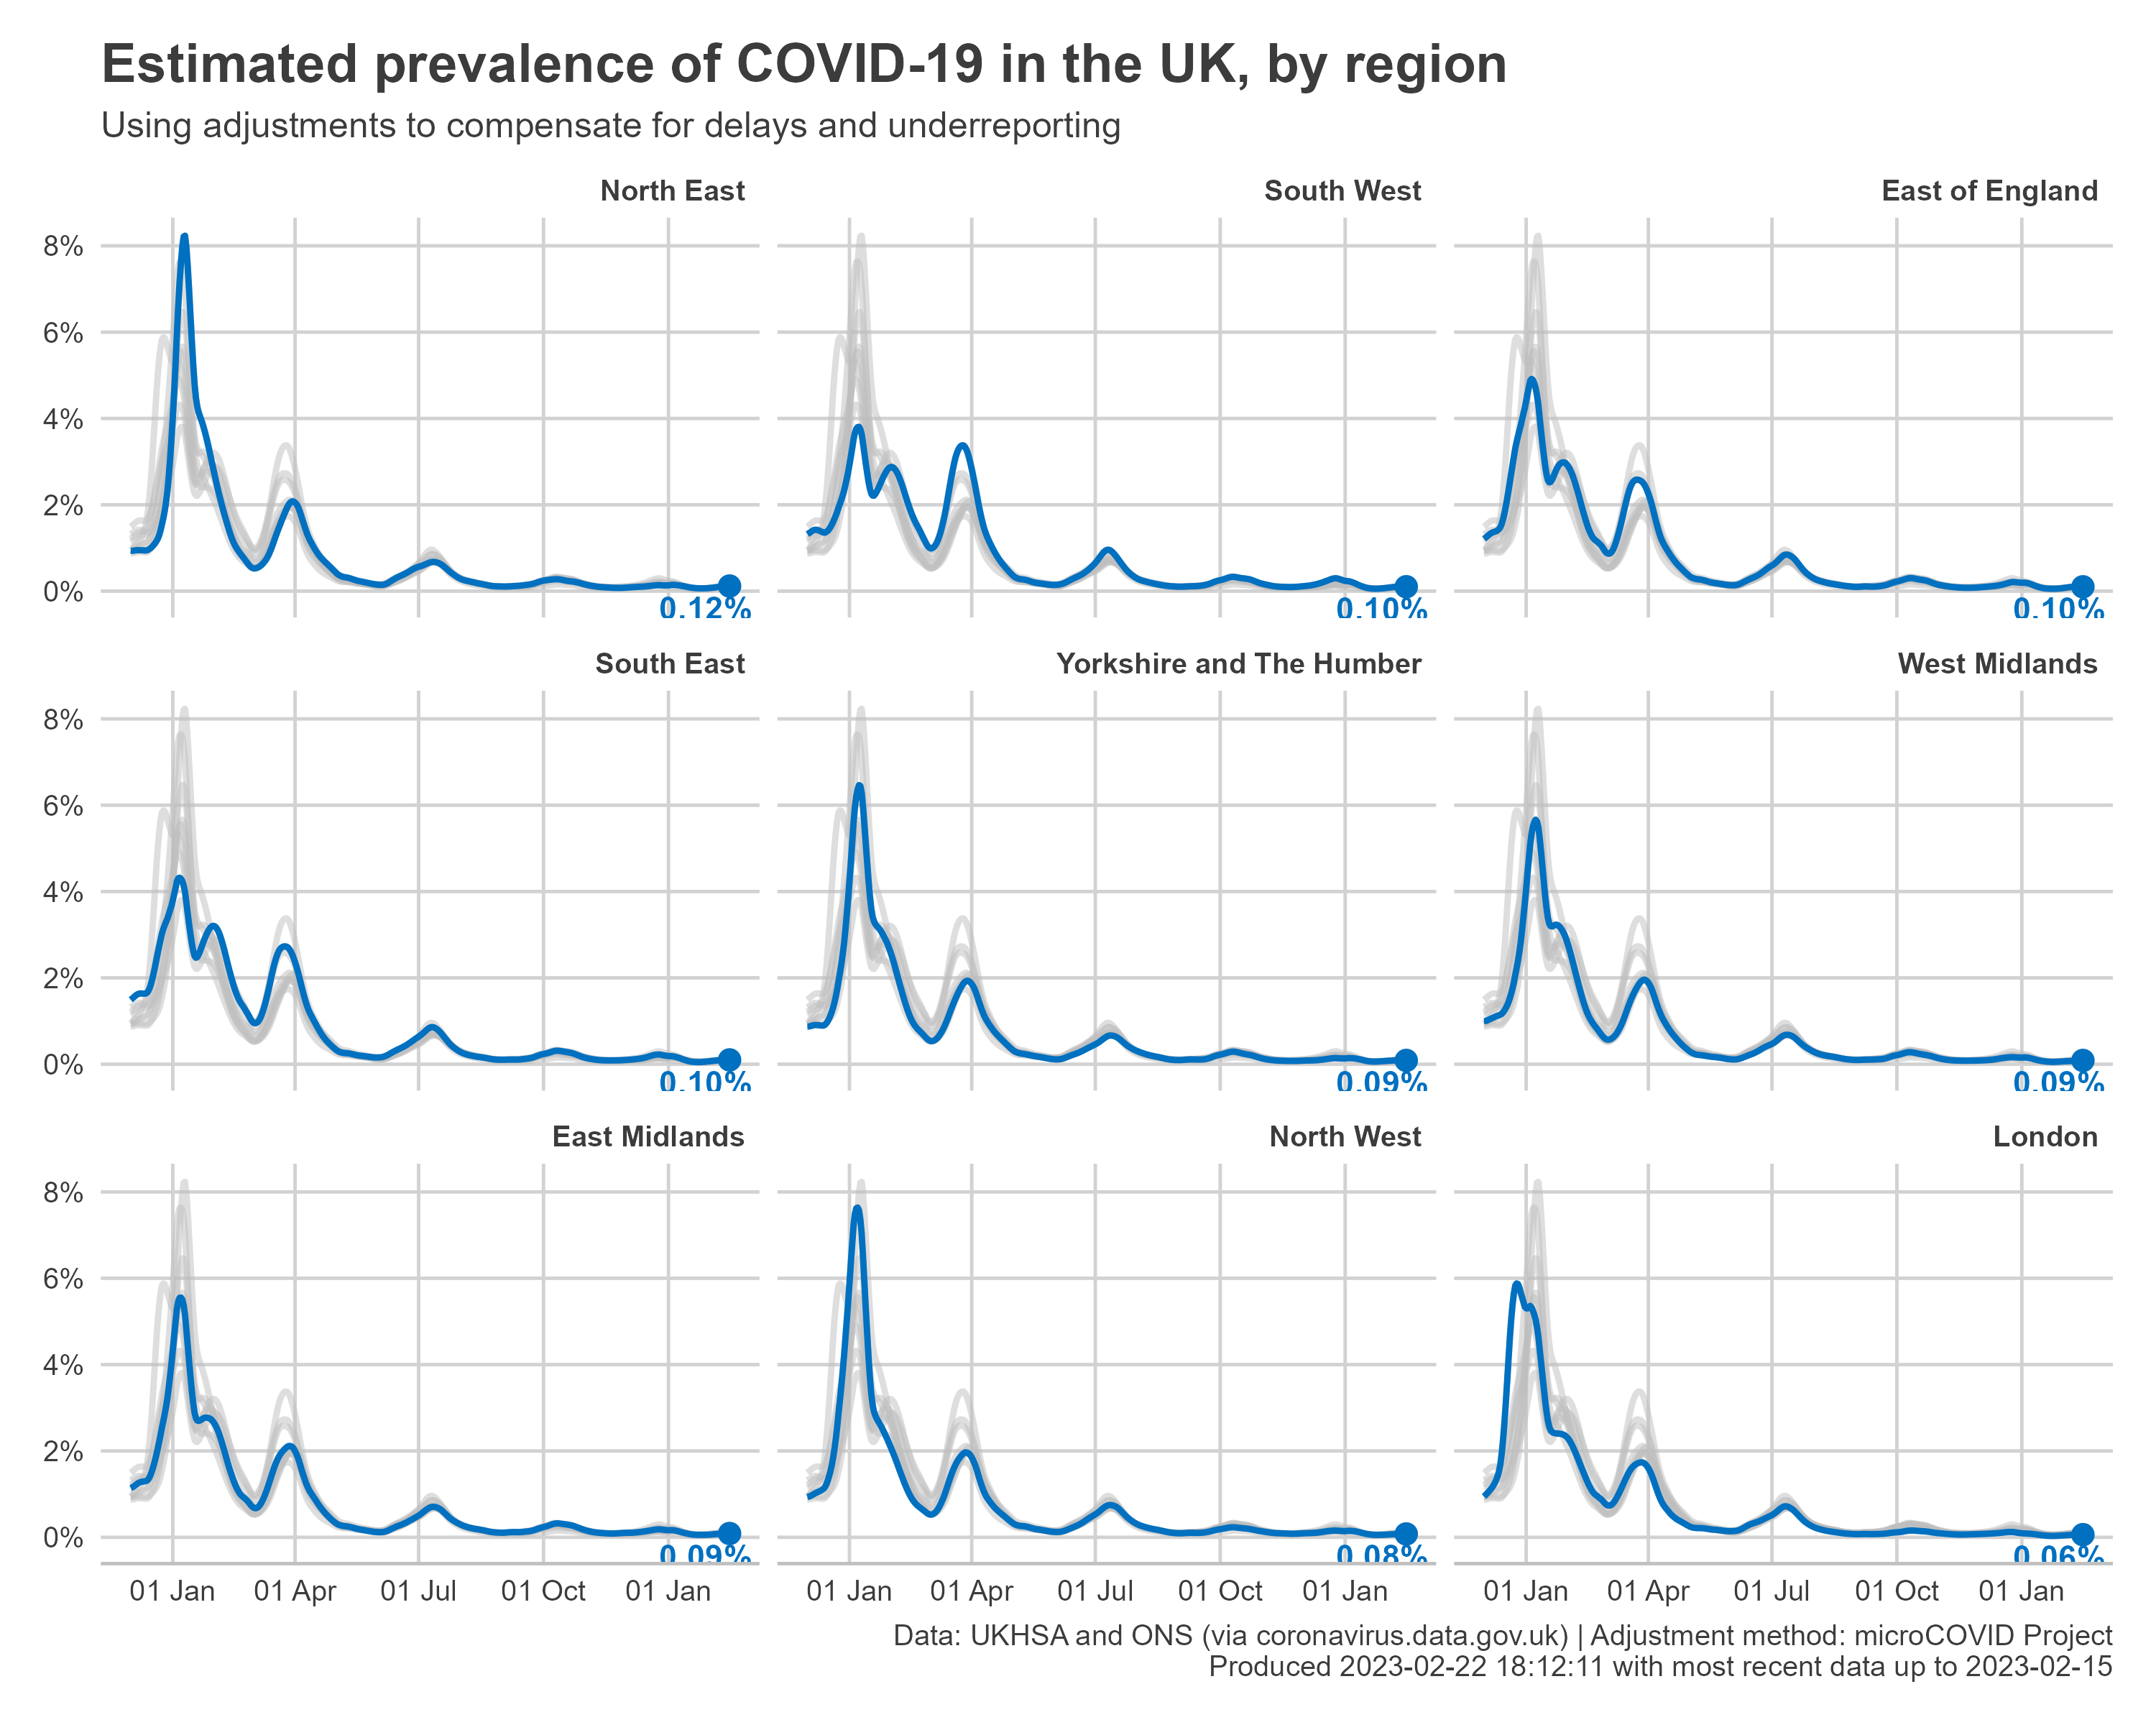 Estimated prevalence of COVID-19 in the UK, by region
Using adjustments to compensate for delays and underreporting
North East
South West
East of England
8%
6%
4%
2%
0%
0.12%
0.10%
0.10%
South East
Yorkshire and The Humber
West Midlands
8%
6%
4%
2%
0%
0.10%
0.09%
0.09%
East Midlands
North West
London
8%
6%
4%
2%
0%
0.09%
0.08%
0.06%
01 Jan 01 Apr 01 Jul 01 Oct 01 Jan
01 Jan 01 Apr 01 Jul 01 Oct 01 Jan
01 Jan 01 Apr 01 Jul 01 Oct 01 Jan
Data: UKHSA and ONS (via coronavirus.data.gov.uk) | Adjustment method: microCOVID Project
Produced 2023-02-22 18:12:11 with most recent data up to 2023-02-15